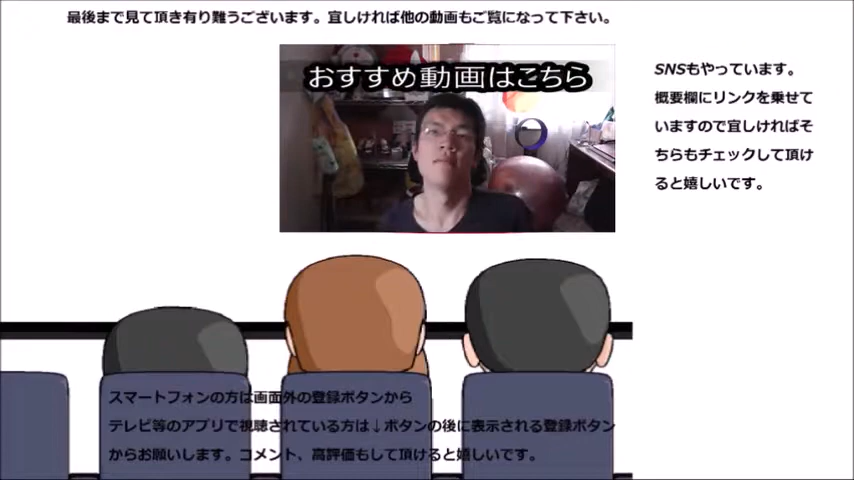 最後まで見て頂き有り難うございます。宜しければ他の動画もご覧になって下さい。
おすすめ動画はこちら
SNSもやっています。
概要欄にリンクを乗せて
いますので宜しければそ
ちらもチェックして頂け
ると嬉しいです。
スマートフォンの方は画面外の登録ボタンから
テレビ等のアプリで視聴されている方は↓ボタンの後に表示される登録ボタン
からお願いします。コメント、高評価もして頂けると嬉しいです。